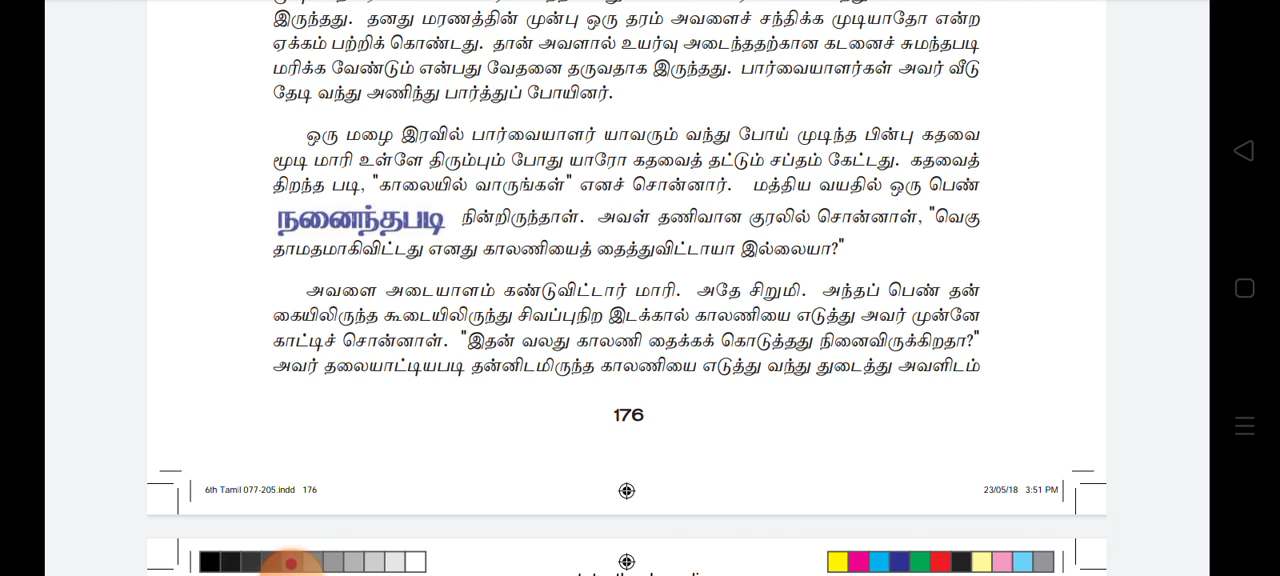 இருந்தது. தனது மரணத்தின் முன்பு ஒரு தரம் அவளைச் சந்திக்க முடியாதோ என்ற
ஏக்கம் பற்றிக் கொண்டது. தான் அவளால் உயர்வு அடைந்ததற்கான கடனைச் சுமந்தபடி
மரிக்க வேண்டும் என்பது வேதனை தருவதாக இருந்தது. பார்வையாளர்கள் அவர் வீடு
தேடி வந்து அணிந்து பார்த்துப் போயினர்.
ஒரு மழை இரவில் பார்வையாளர் யாவரும் வந்து போய் முடிந்த பின்பு கதவை
மூடி மாரி உள்ளே திரும்பும் போது யாரோ கதவைத் தட்டும் சப்தம் கேட்டது. கதவைத்
திறந்த படி, "காலையில் வாருங்கள்" எனச் சொன்னார். மத்திய வயதில் ஒரு பெண்
நனைந்தபடி நின்றிருந்தாள். அவள் தணிவான குரலில் சொன்னாள், "வெகு
தாமதமாகிவிட்டது எனது காலணியைத் தைத்துவிட்டாயா இல்லையா?"
அவளை அடையாளம் கண்டுவிட்டார் மாரி. அதே சிறுமி. அந்தப் பெண் தன்
கையிலிருந்த கூடையிலிருந்து சிவப்புநிற இடக்கால் காலணியை எடுத்து அவர் முன்னே
காட்டிச் சொன்னாள். "இதன் வலது காலணி தைக்கக் கொடுத்தது நினைவிருக்கிறதா?"
அவர் தலையாட்டியபடி தன்னிடமிருந்த காலணியை எடுத்து வந்து துடைத்து அவளிடம்
176
6th Tamil 077-205.indd 176
23/05/18 3:51 PM